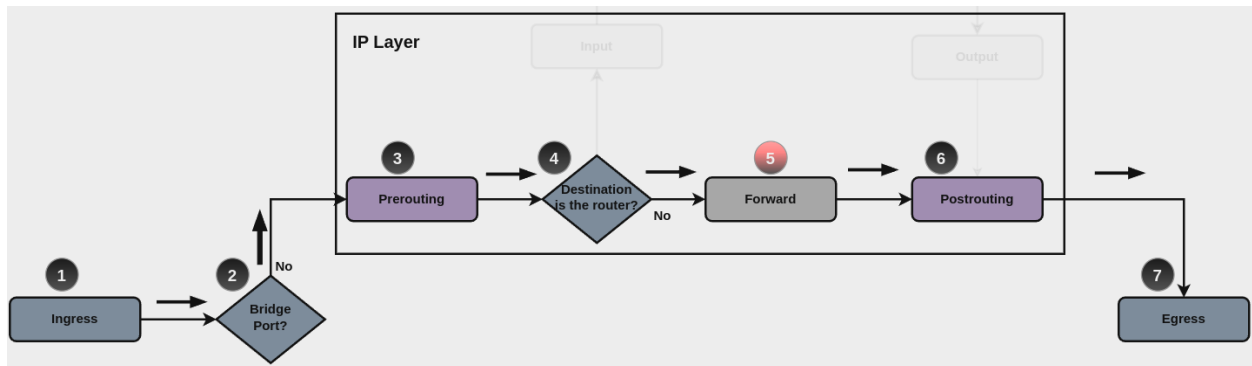 IP Layer
Input
Output
3
4
5
6
Prerouting
Destination
is the router?
No
Forward
Postrouting
1
2
No
7
Ingress
Bridge
Port?
Egress